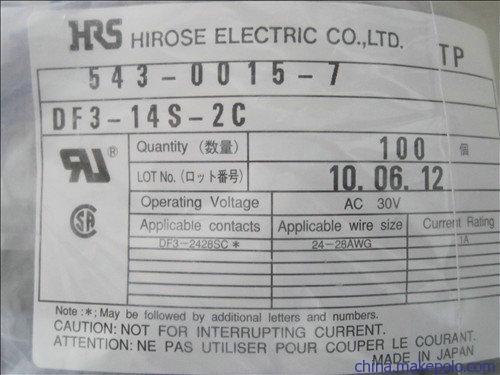 HRS HIROSE ELECTRIC CO.,LTD. TP
543-0015-7
DF3-14S-2C
Quantity (数量) 100 個
LOT No. (ロット番号) 10.06.12
Operating Voltage AC 30V
Applicable contacts Applicable wire size Current Rating
DF3-2428SC * 24-28AWG 1A
Note :*; May be followed by additional letters and numbers.
CAUTION: NOT FOR INTERRUPTING CURRENT.
ATTENTION: NE PAS UTILISER POUR COUPER LE COURANT.
MADE IN JAPAN
china.makepolo.com